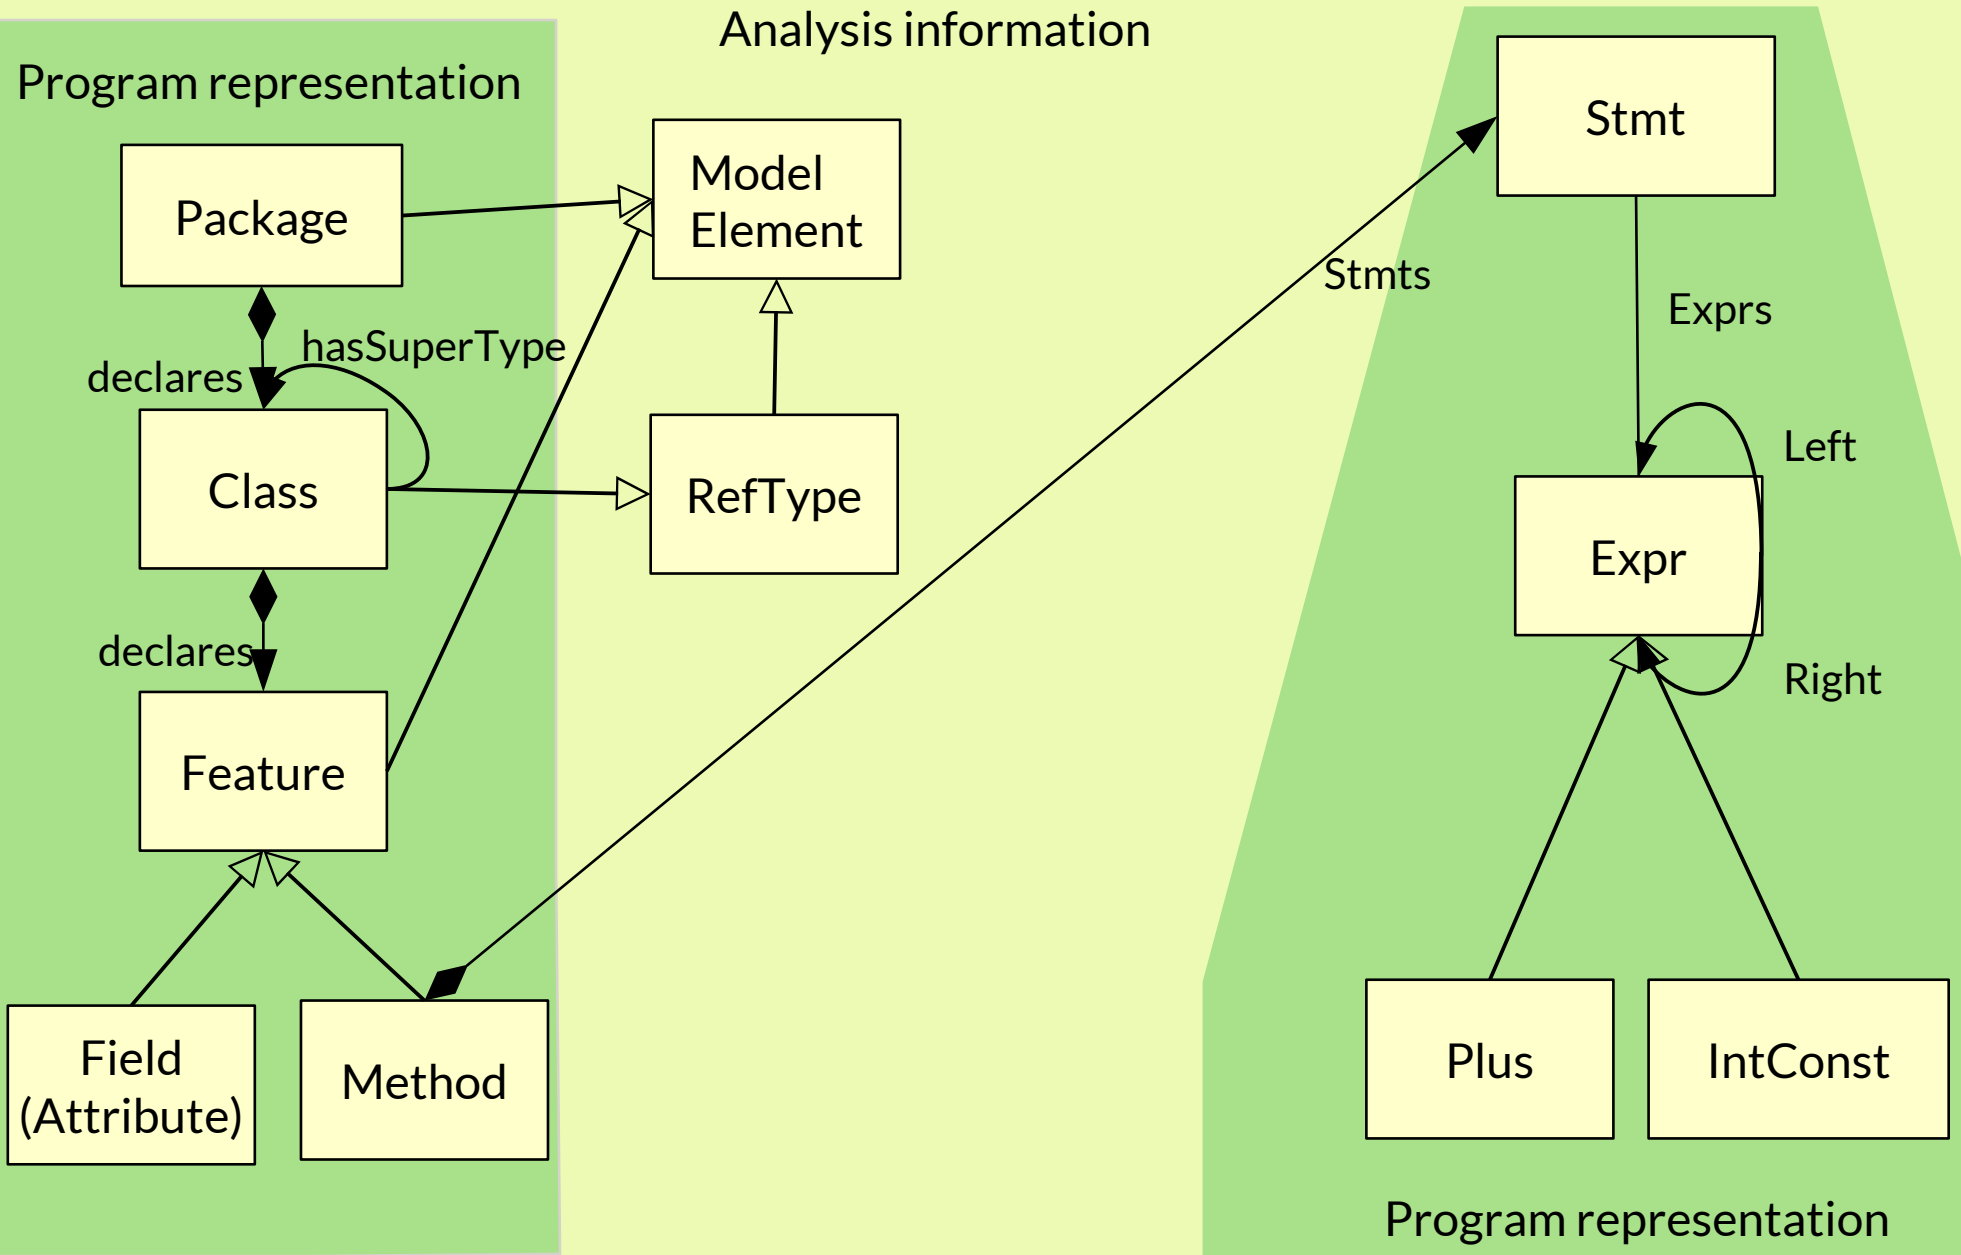 Analysis information
Program representation
Stmt
Package
Model
Element
Stmts
Exprs
hasSuperType
declares
Left
Class
RefType
Expr
declares
Right
Feature
Field
(Attribute)
Method
Plus
IntConst
Program representation